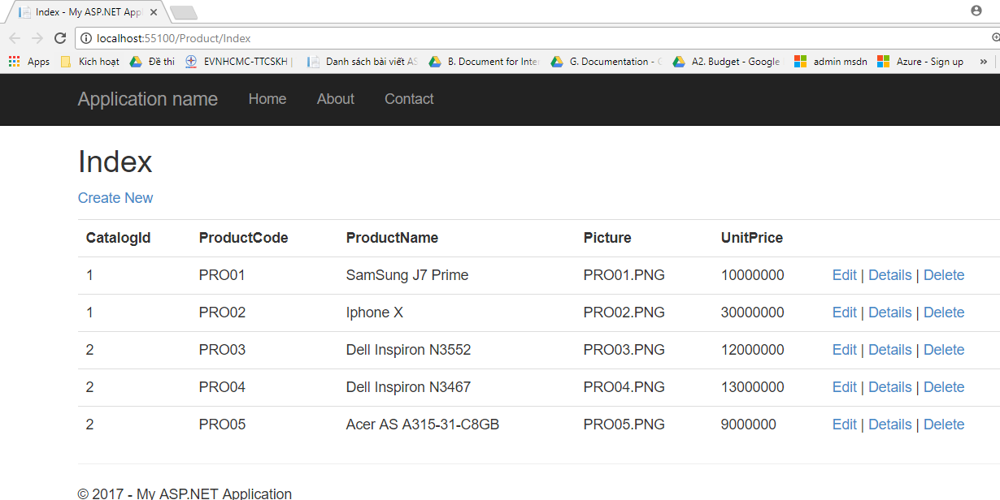 Index - My ASP.NET App
localhost:55100/Product/Index
Apps Kích hoạt Đề thi EVNHCMC-TTCSKH | Danh sách bài viết AS B. Document for Inter G. Documentation - A2. Budget - Google admin msdn Azure - Sign up »
Application name Home About Contact
Index
Create New
CatalogId ProductCode ProductName Picture UnitPrice
1 PRO01 SamSung J7 Prime PRO01.PNG 10000000 Edit | Details | Delete
1 PRO02 Iphone X PRO02.PNG 30000000 Edit | Details | Delete
2 PRO03 Dell Inspiron N3552 PRO03.PNG 12000000 Edit | Details | Delete
2 PRO04 Dell Inspiron N3467 PRO04.PNG 13000000 Edit | Details | Delete
2 PRO05 Acer AS A315-31-C8GB PRO05.PNG 9000000 Edit | Details | Delete
© 2017 - My ASP.NET Application